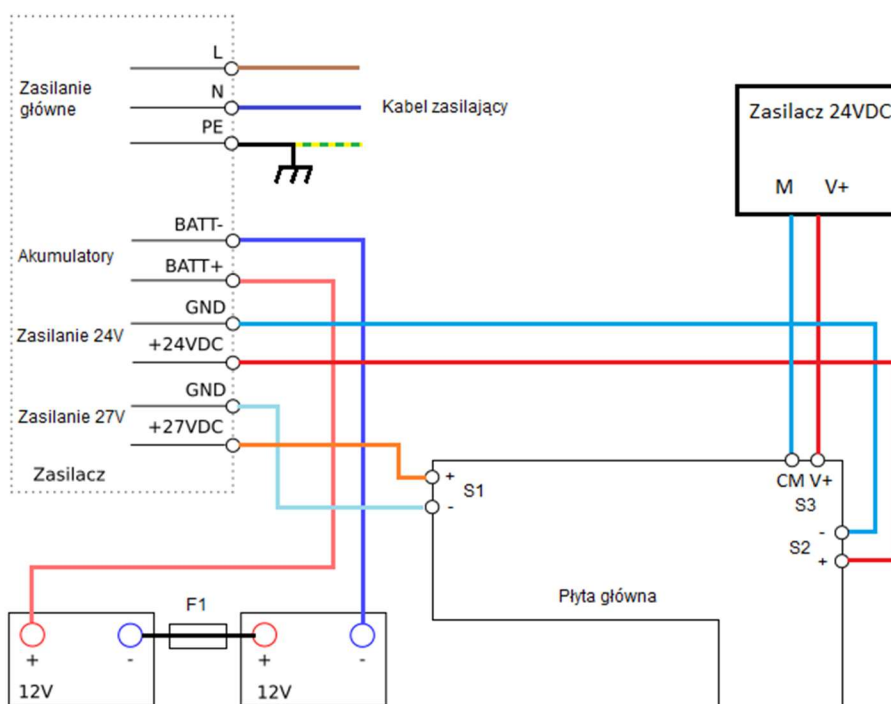 L
Zasilanie
główne
N
PE
Kabel zasilający
Zasilacz 24VDC
M V+
BATT-
Akumulatory
BATT+
GND
Zasilanie 24V
+24VDC
GND
Zasilanie 27V
+27VDC
Zasilacz
+
S1
-
CM V+
S3
-
S2
+
Płyta główna
F1
+ -
12V
+ -
12V